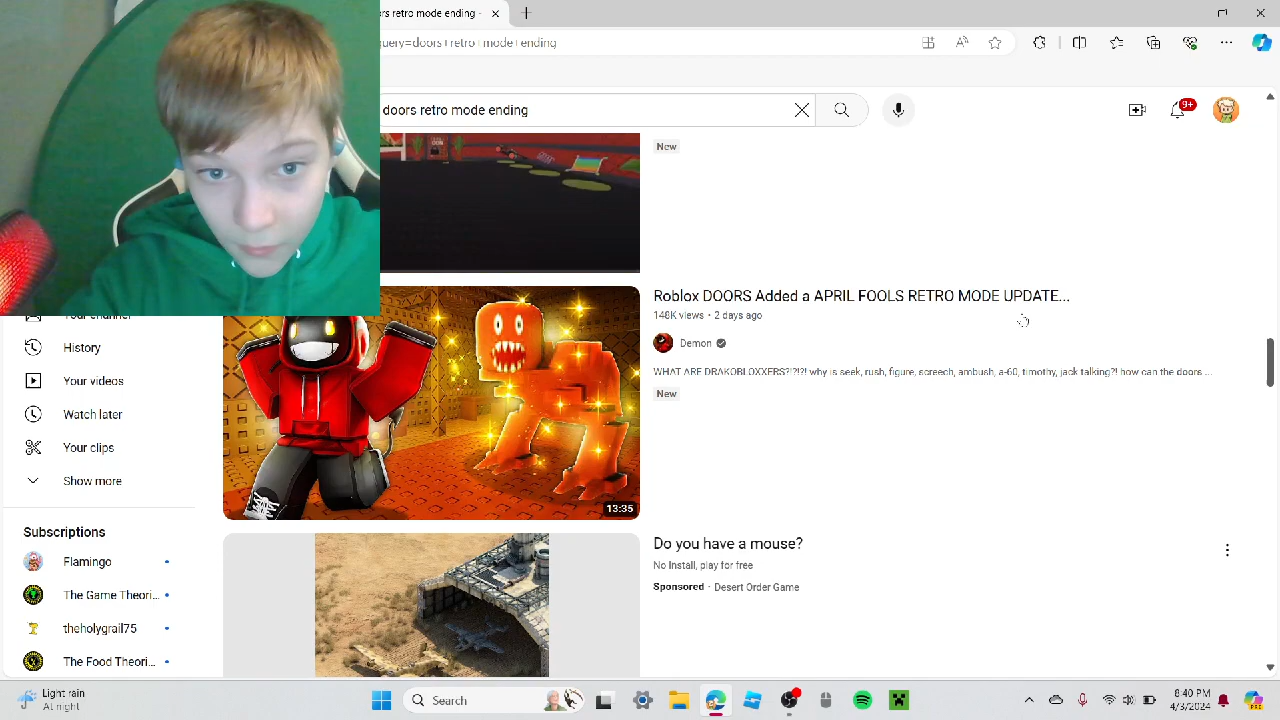 ors retro mode ending -
query=doors+retro+mode+ending
doors retro mode ending
9+
New
Roblox DOORS Added a APRIL FOOLS RETRO MODE UPDATE...
148K views • 2 days ago
Demon
WHAT ARE DRAKOBLOXXERS?!?!! why is seek, rush, figure, screech, ambush, a-60, timothy, jack talking?! how can the doors ...
New
13:35
Do you have a mouse?
No Install, play for free
Sponsored · Desert Order Game
Your channel
History
Your videos
Watch later
Your clips
Show more
Subscriptions
Flamingo
The Game Theori...
theholygrail75
The Food Theori...
Light rain
At night
Search
8:40 PM
4/3/2024